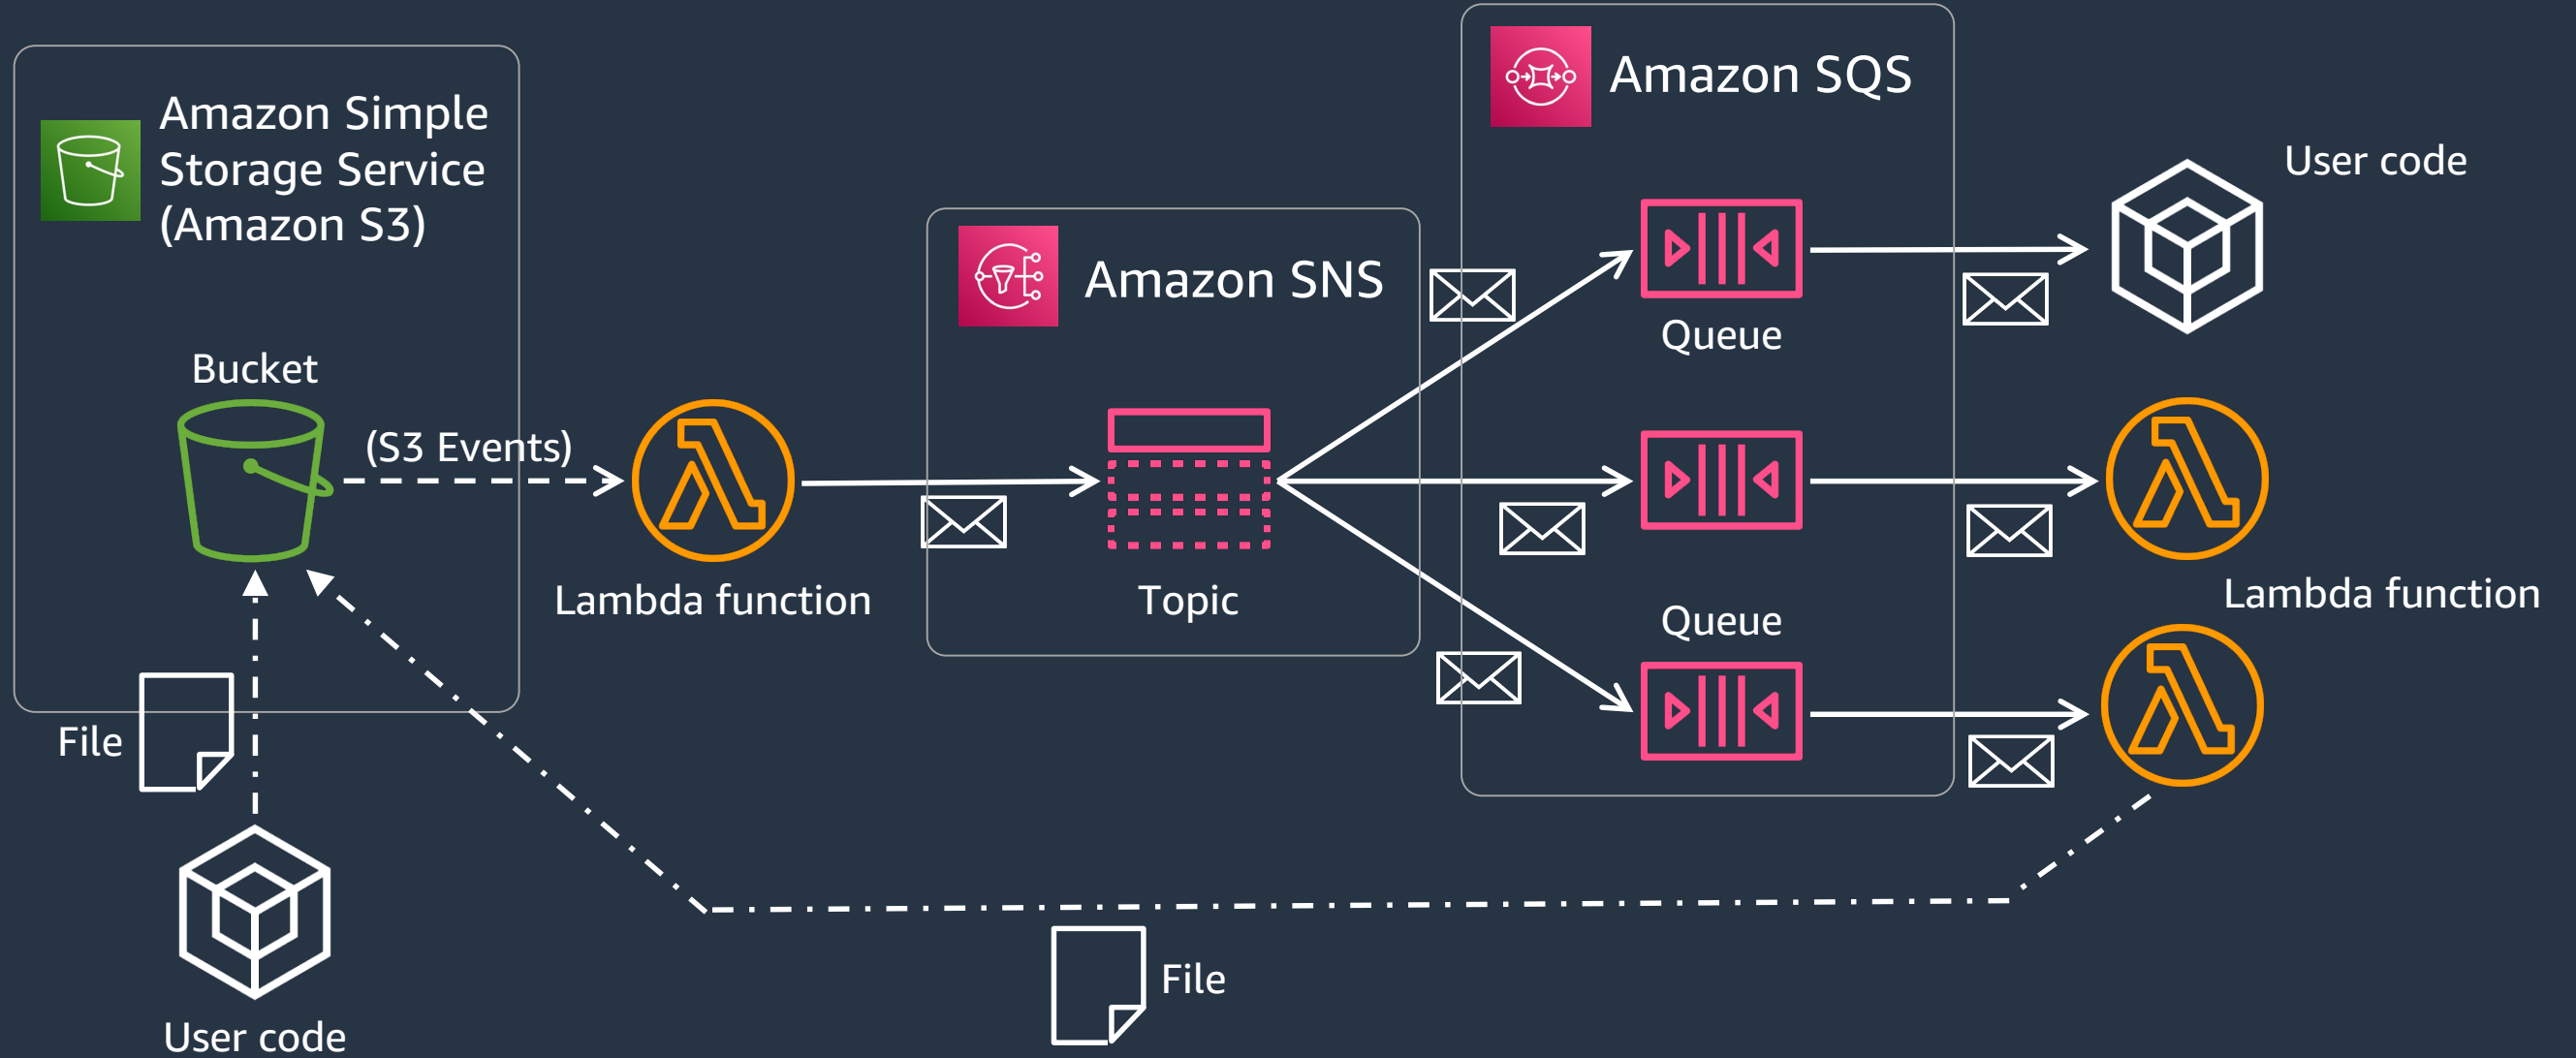 Amazon Simple
Storage Service
(Amazon S3)
Bucket
(S3 Events)
Lambda function
File
User code
Amazon SNS
Topic
Amazon SQS
Queue
Queue
User code
Lambda function
File